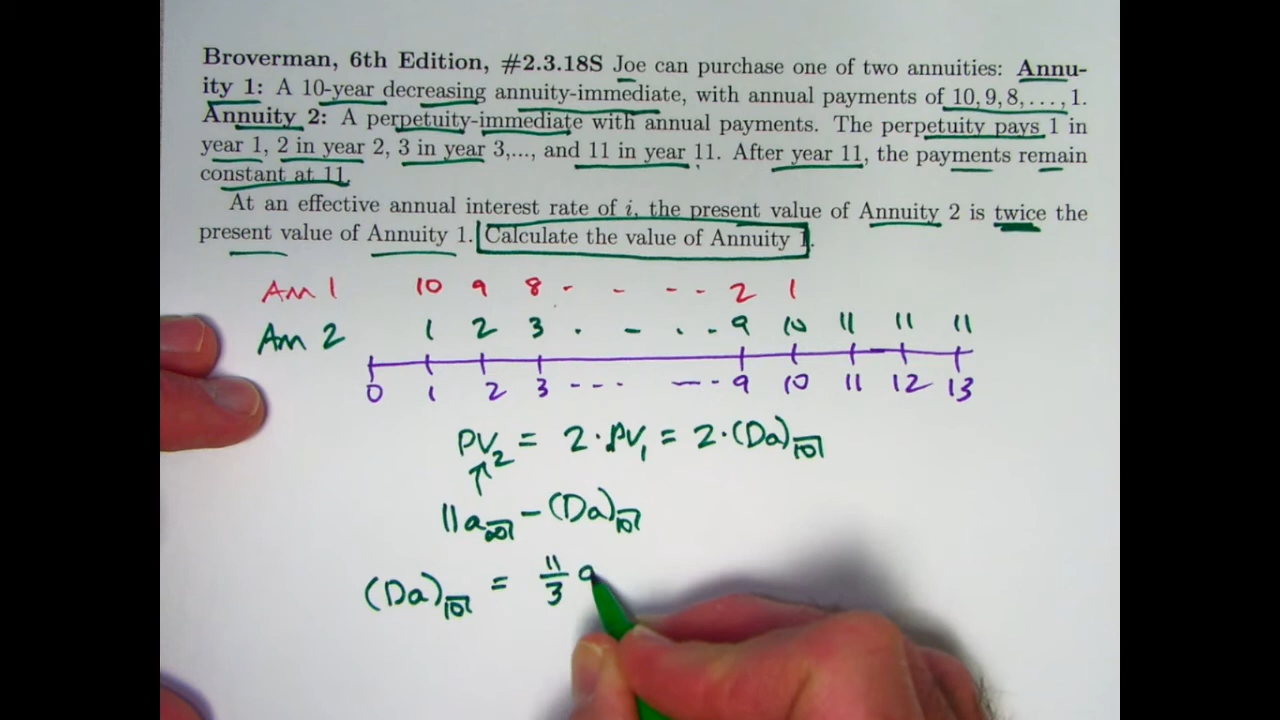 Broverman, 6th Edition, #2.3.18S Joe can purchase one of two annuities: Annu-
ity 1: A 10-year decreasing annuity-immediate, with annual payments of 10, 9, 8, . . . , 1.
Annuity 2: A perpetuity-immediate with annual payments. The perpetuity pays 1 in
year 1, 2 in year 2, 3 in year 3,..., and 11 in year 11. After year 11, the payments remain
constant at 11.
At an effective annual interest rate of i, the present value of Annuity 2 is twice the
present value of Annuity 1. Calculate the value of Annuity 1.
Ann 1 10 9 8 . - - . - - 2 1
Ann 2 1 2 3 . - . . - 9 10 11 11 11
0 1 2 3 - - - - - - 9 10 11 12 13
PV₂ = 2 · PV₁ = 2 · (Da)10
↑
11a∞ − (Da)10
(Da)10 = 11/3 a